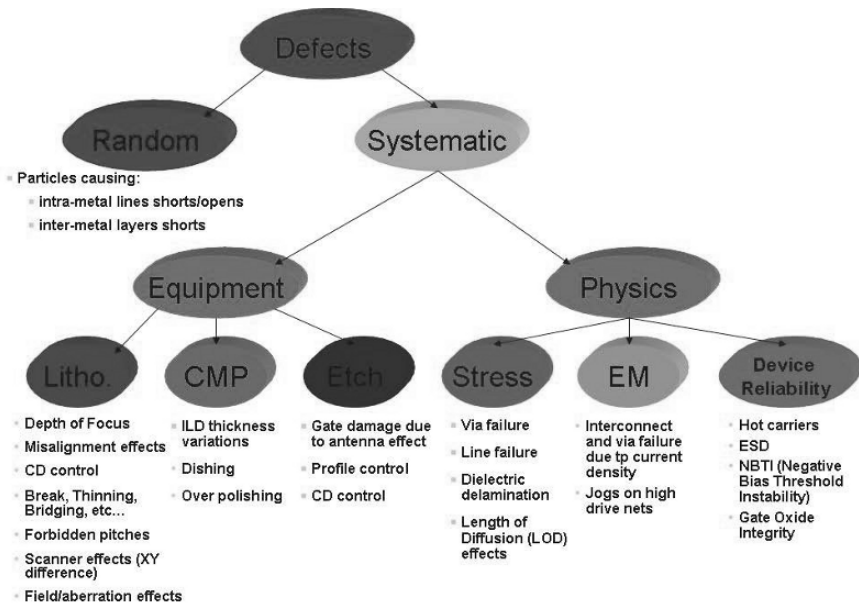 Defects
Random
Systematic
Particles causing:
intra-metal lines shorts/opens
inter-metal layers shorts
Equipment
Physics
Litho.
CMP
Etch
Stress
EM
Device
Reliability
Depth of Focus
Misalignment effects
CD control
Break, Thinning,
Bridging, etc...
Forbidden pitches
Scanner effects (XY
difference)
Field/aberration effects
ILD thickness
variations
Dishing
Over polishing
Gate damage due
to antenna effect
Profile control
CD control
Via failure
Line failure
Dielectric
delamination
Length of
Diffusion (LOD)
effects
Interconnect
and via failure
due tp current
density
Jogs on high
drive nets
Hot carriers
ESD
NBTI (Negative
Bias Threshold
Instability)
Gate Oxide
Integrity